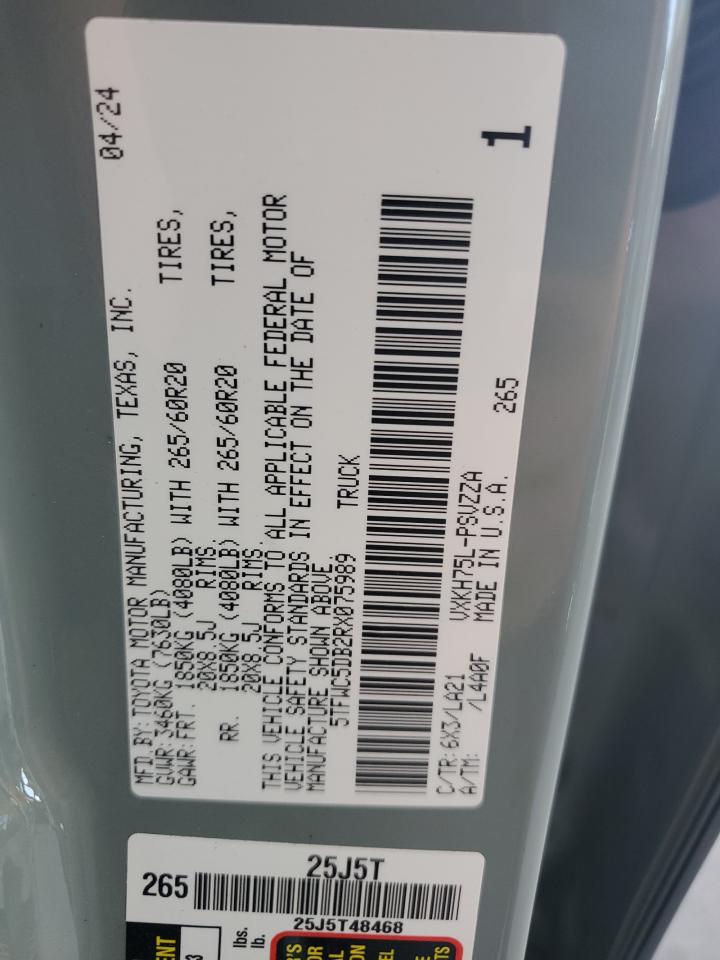 MFD.BY:TOYOTA MOTOR MANUFACTURING, TEXAS, INC. 04/24
GVWR:3460KG (7630LB)
GAWR:FRT. 1850KG (4080LB) WITH 265/60R20 TIRES,
20X8.5J RIMS,
RR. 1850KG (4080LB) WITH 265/60R20 TIRES,
20X8.5J RIMS.
THIS VEHICLE CONFORMS TO ALL APPLICABLE FEDERAL MOTOR
VEHICLE SAFETY STANDARDS IN EFFECT ON THE DATE OF
MANUFACTURE SHOWN ABOVE.
5TFWC5DB2RX075989 TRUCK
C/TR:6X3/LA21 VXKH75L-PSVZZA
A/TM: /L4A0F MADE IN U.S.A. 265
1
25J5T
265
25J5T48468
lbs.
lb.